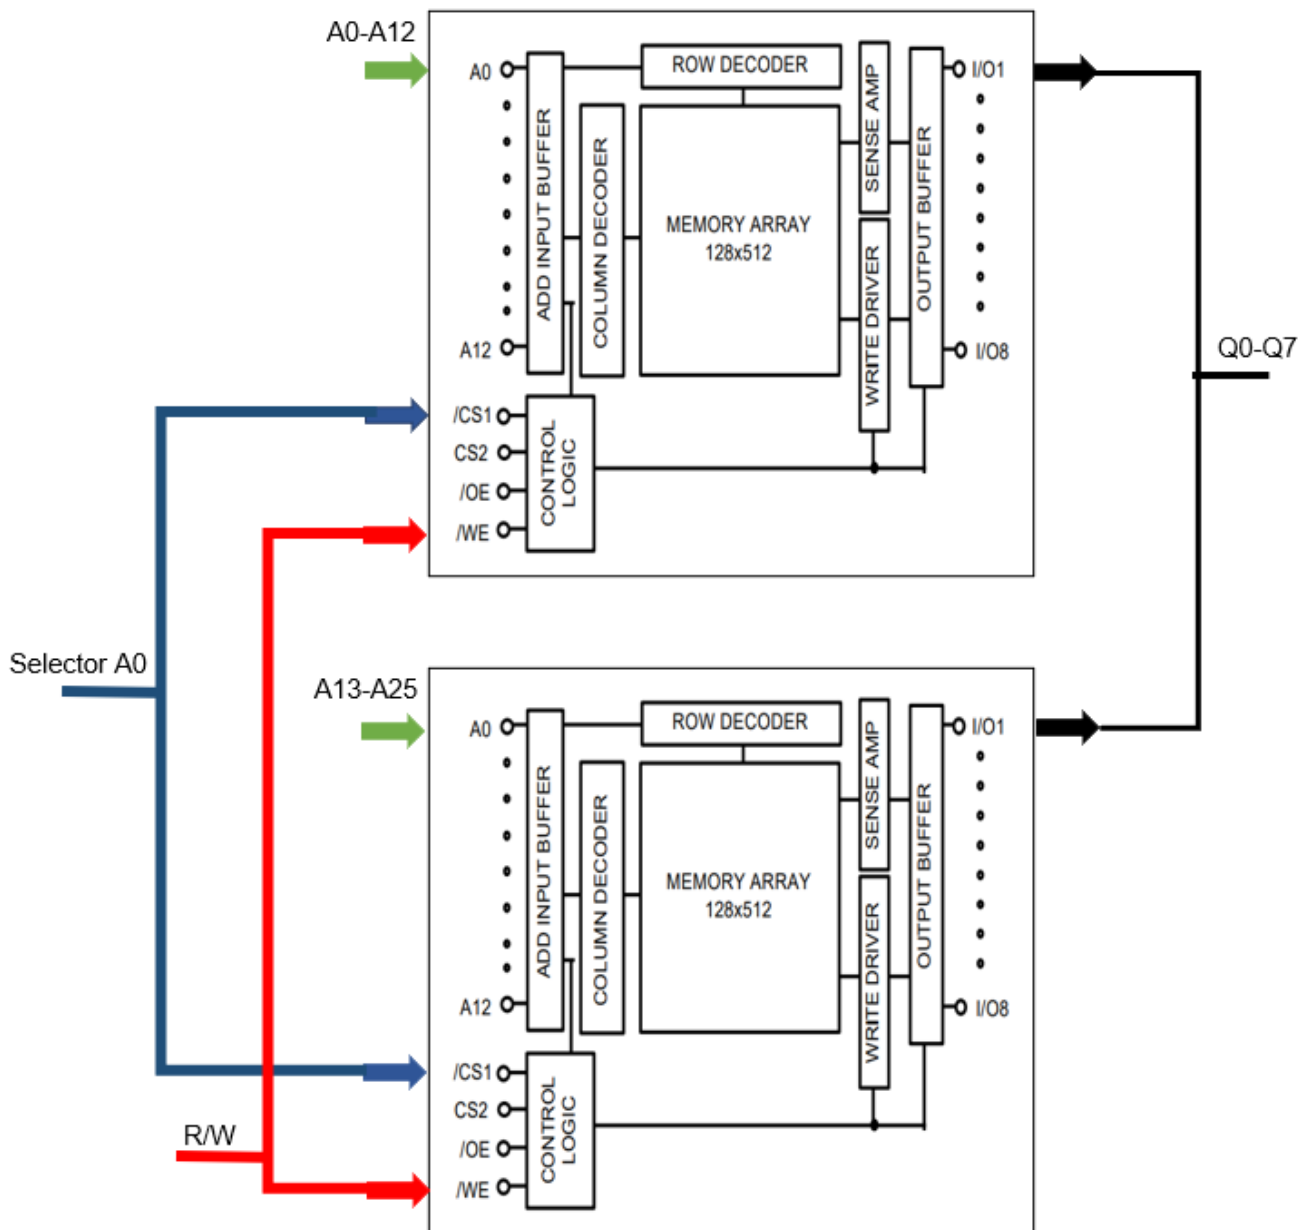 A0-A12
A0
ADD INPUT BUFFER
A12
COLUMN DECODER
ROW DECODER
MEMORY ARRAY
128x512
SENSE AMP
WRITE DRIVER
OUTPUT BUFFER
I/O1
I/O8
/CS1
CS2
/OE
/WE
CONTROL
LOGIC
Q0-Q7
Selector A0
R/W
A13-A25
A0
ADD INPUT BUFFER
A12
COLUMN DECODER
ROW DECODER
MEMORY ARRAY
128x512
SENSE AMP
WRITE DRIVER
OUTPUT BUFFER
I/O1
I/O8
/CS1
CS2
/OE
/WE
CONTROL
LOGIC